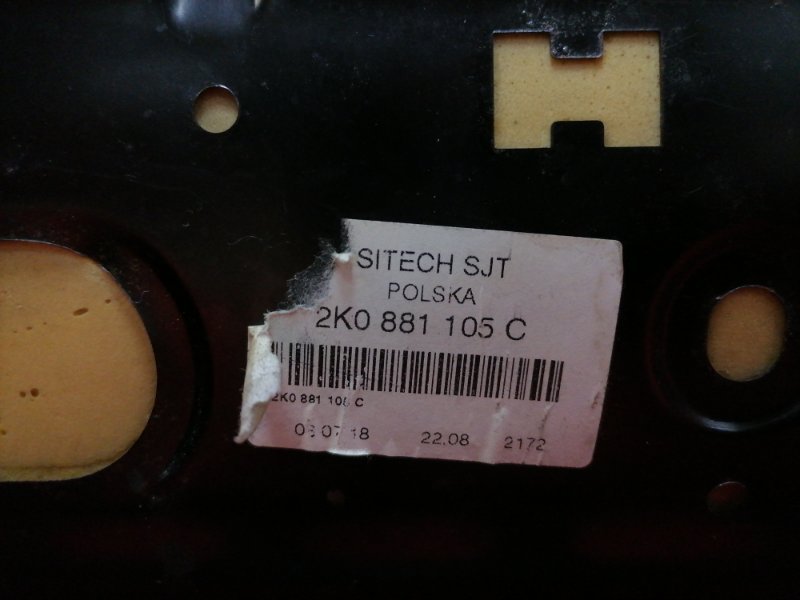 SITECH SJT
POLSKA
2K0 881 105 C
2K0 881 105 C
22.08 2172